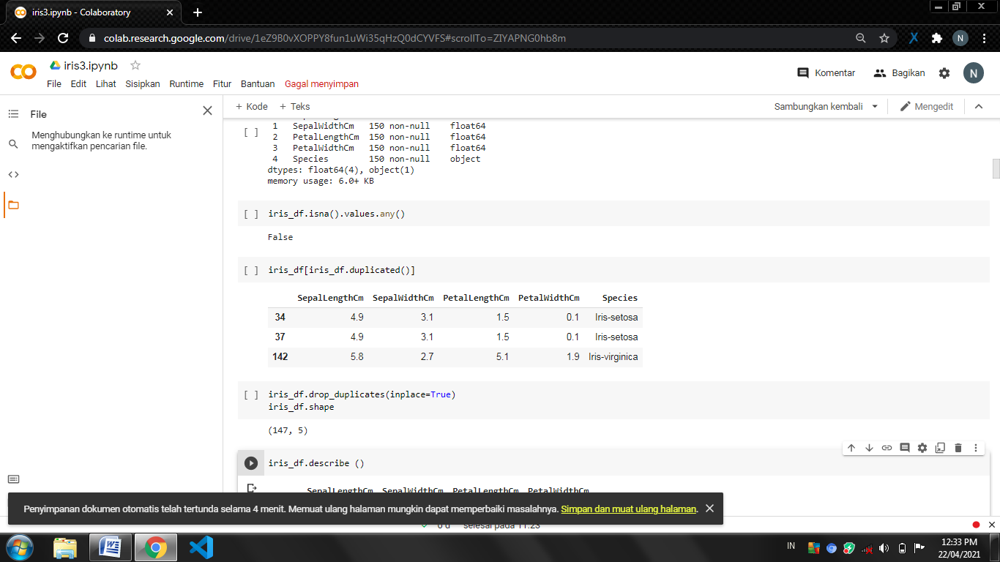 iris3.ipynb - Colaboratory
colab.research.google.com/drive/1eZ9B0vXOPPY8fun1uWi35qHzQ0dCYVFS#scrollTo=ZIYAPNG0hb8m
N
iris3.ipynb
File Edit Lihat Sisipkan Runtime Fitur Bantuan Gagal menyimpan
Komentar Bagikan N
File
Menghubungkan ke runtime untuk
mengaktifkan pencarian file.
+ Kode + Teks
Sambungkan kembali Mengedit
[ ] 1 SepalWidthCm 150 non-null float64
2 PetalLengthCm 150 non-null float64
3 PetalWidthCm 150 non-null float64
4 Species 150 non-null object
dtypes: float64(4), object(1)
memory usage: 6.0+ KB
[ ] iris_df.isna().values.any()
False
[ ] iris_df[iris_df.duplicated()]
SepalLengthCm SepalWidthCm PetalLengthCm PetalWidthCm Species
34 4.9 3.1 1.5 0.1 Iris-setosa
37 4.9 3.1 1.5 0.1 Iris-setosa
142 5.8 2.7 5.1 1.9 Iris-virginica
[ ] iris_df.drop_duplicates(inplace=True)
iris_df.shape
(147, 5)
iris_df.describe ()
SepalLengthCm SepalWidthCm PetalLengthCm PetalWidthCm
Penyimpanan dokumen otomatis telah tertunda selama 4 menit. Memuat ulang halaman mungkin dapat memperbaiki masalahnya. Simpan dan muat ulang halaman.
0 d selesai pada 11.23
IN
12:33 PM
22/04/2021